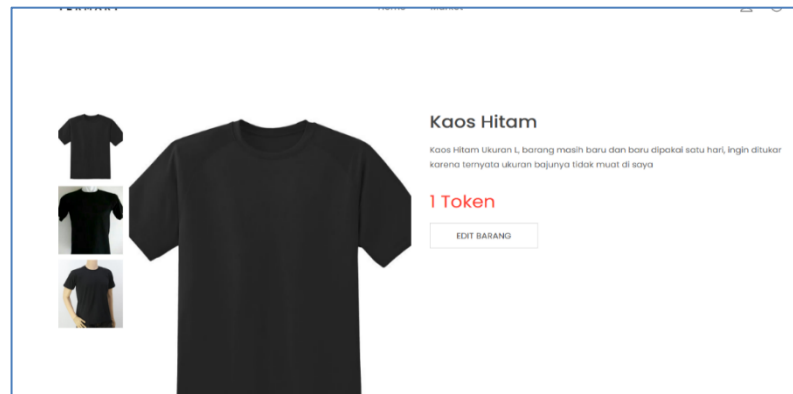 Kaos Hitam
Kaos Hitam Ukuran L, barang masih baru dan baru dipakai satu hari, ingin ditukar
karena ternyata ukuran bajunya tidak muat di saya
1 Token
EDIT BARANG